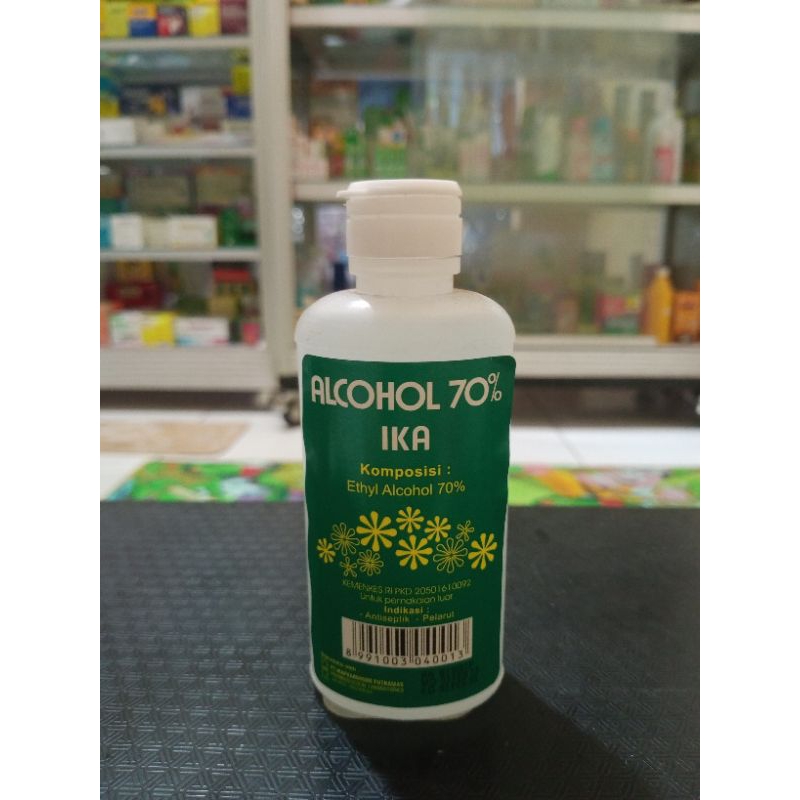 ALCOHOL 70%
IKA
Komposisi :
Ethyl Alcohol 70%
KEMENKES RI PKD 20501610092
Untuk pemakaian luar
Indikasi :
- Antiseptik - Pelarut
8 991003 040013